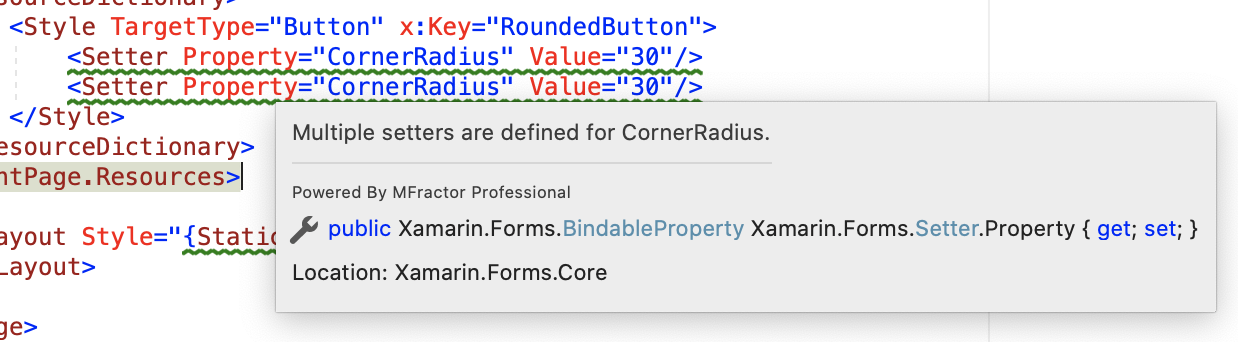 sourceDictionary>
<Style TargetType="Button" x:Key="RoundedButton">
<Setter Property="CornerRadius" Value="30"/>
<Setter Property="CornerRadius" Value="30"/>
</Style>
esourceDictionary>
ntPage.Resources>
ayout Style="{Static
Layout>
ge>
Multiple setters are defined for CornerRadius.
Powered By MFractor Professional
public Xamarin.Forms.BindableProperty Xamarin.Forms.Setter.Property { get; set; }
Location: Xamarin.Forms.Core